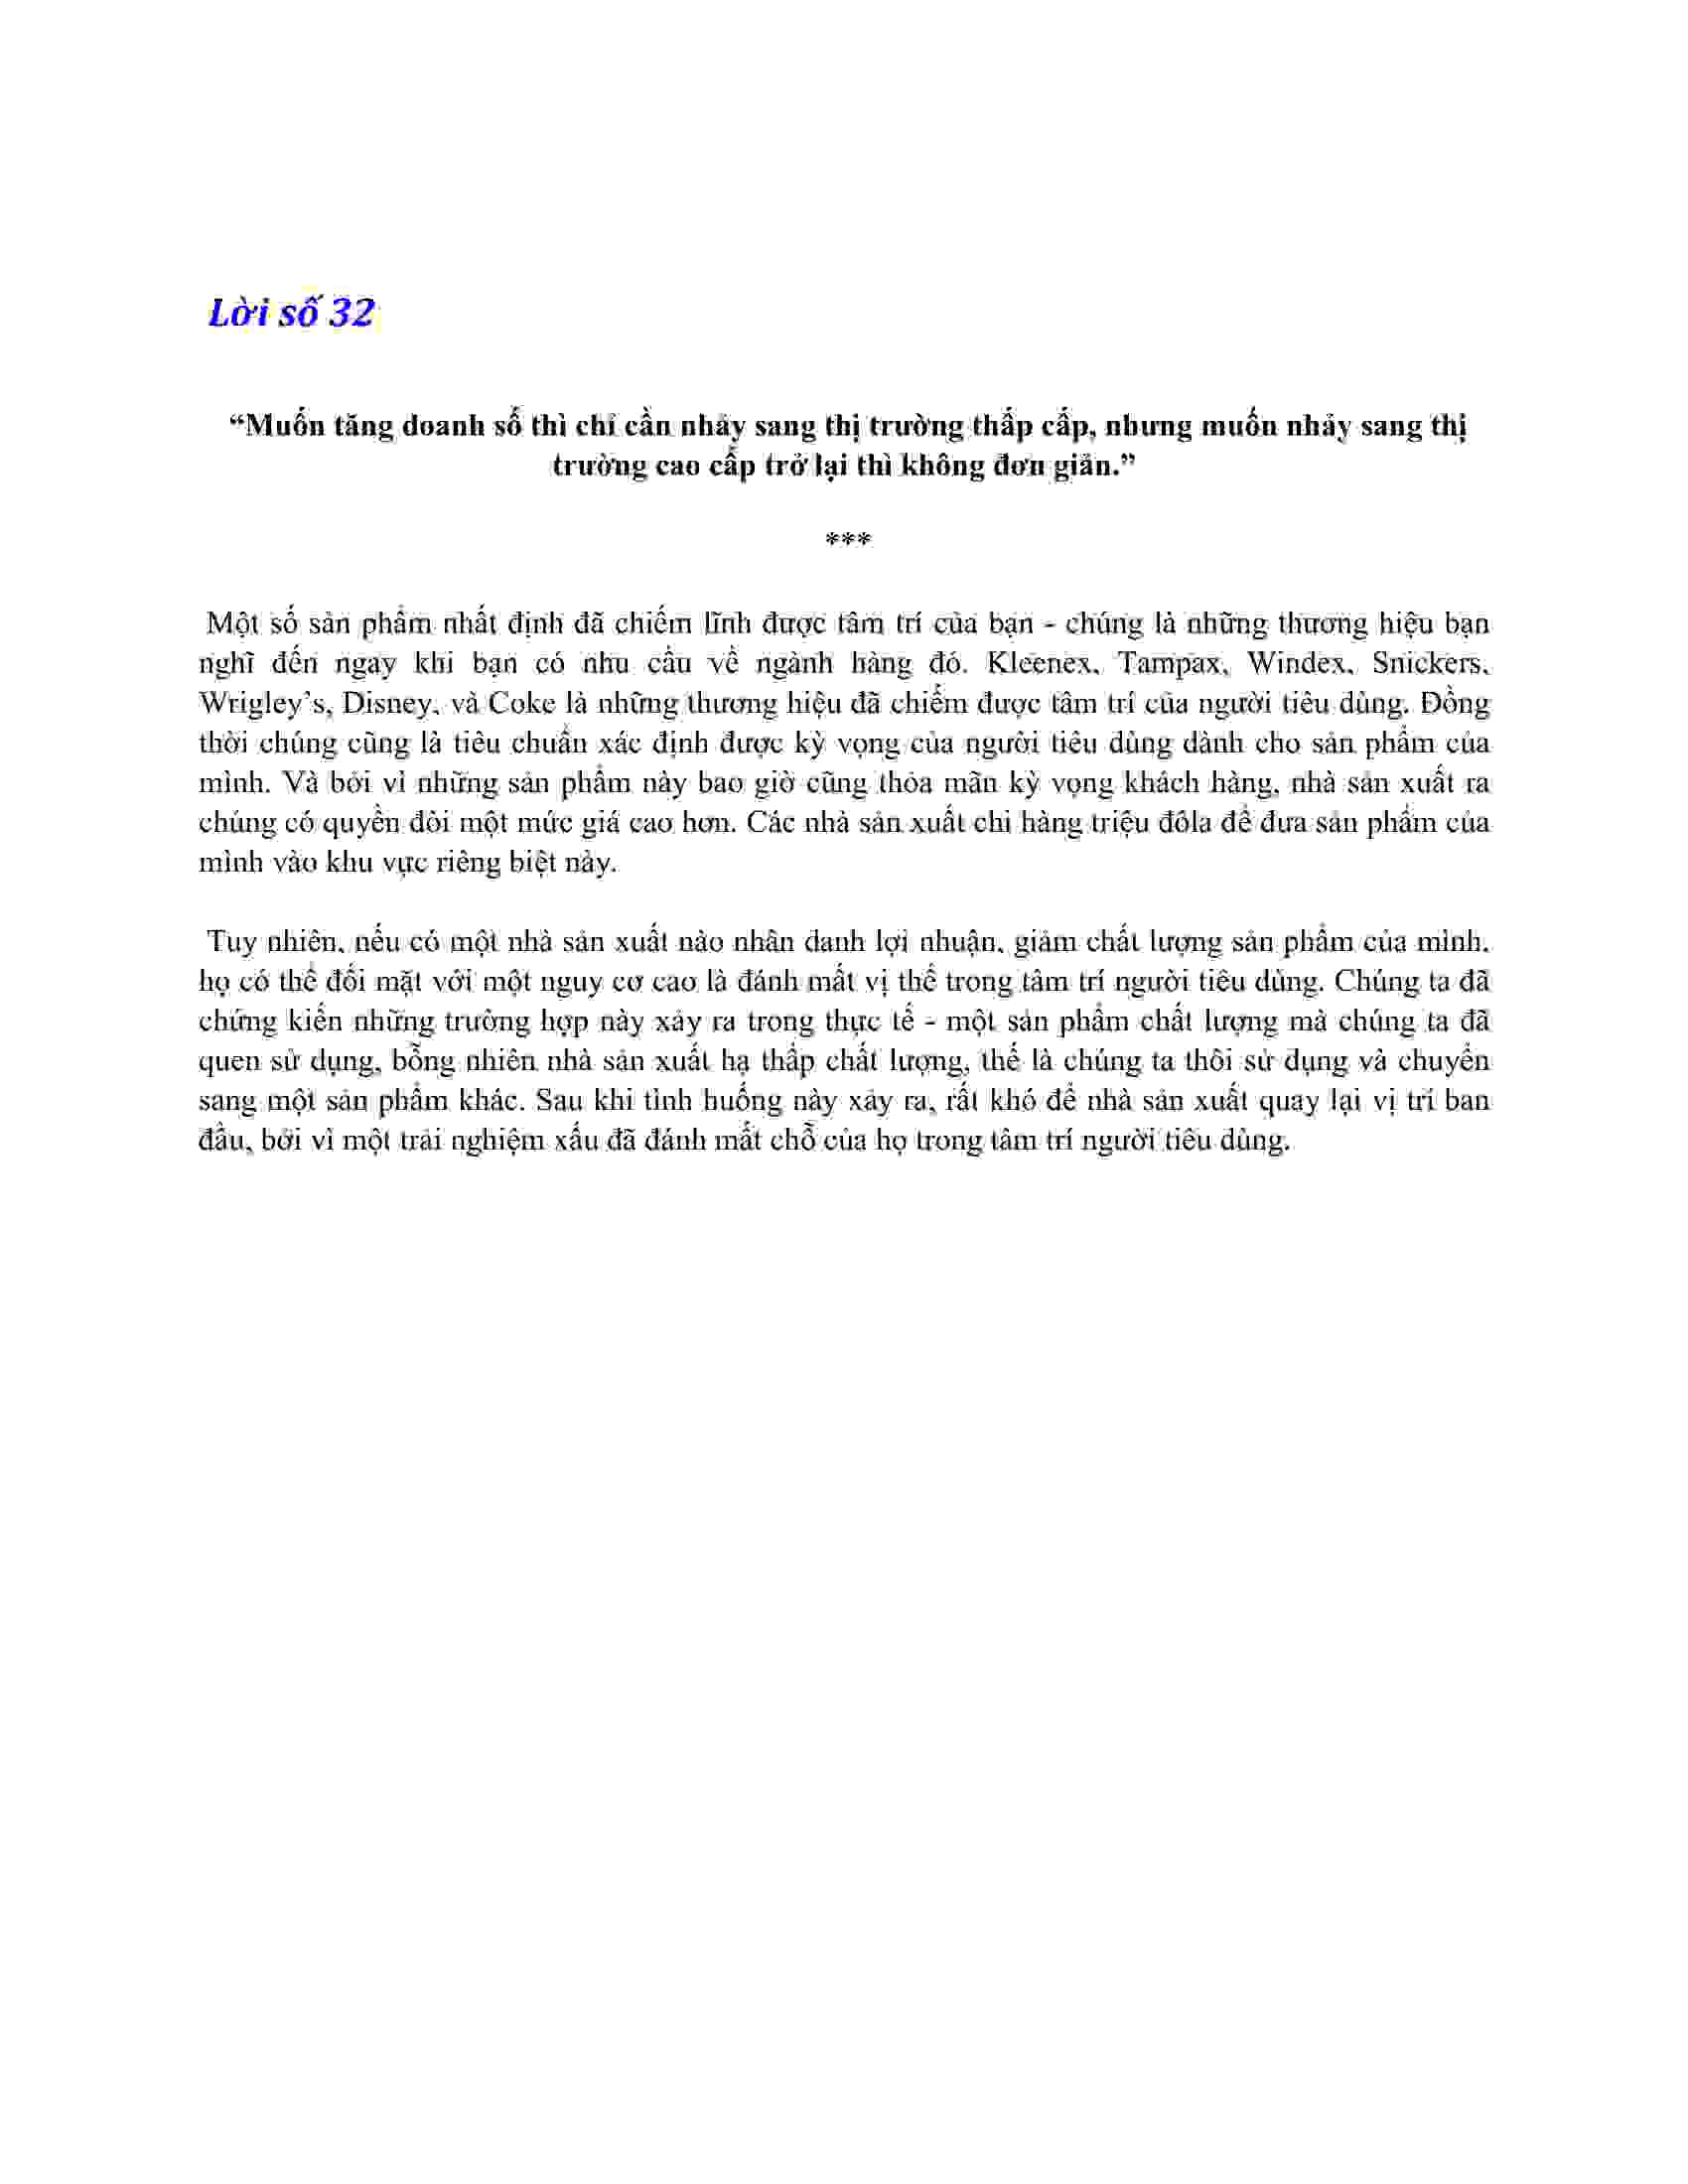 Lời số 32
“Muốn tăng doanh số thì chỉ cần nhảy sang thị trường thấp cấp, nhưng muốn nhảy sang thị
trường cao cấp trở lại thì không đơn giản.”
***
Một số sản phẩm nhất định đã chiếm lĩnh được tâm trí của bạn - chúng là những thương hiệu bạn
nghĩ đến ngay khi bạn có nhu cầu về ngành hàng đó. Kleenex, Tampax, Windex, Snickers,
Wrigley’s, Disney, và Coke là những thương hiệu đã chiếm được tâm trí của người tiêu dùng. Đồng
thời chúng cũng là tiêu chuẩn xác định được kỳ vọng của người tiêu dùng dành cho sản phẩm của
mình. Và bởi vì những sản phẩm này bao giờ cũng thỏa mãn kỳ vọng khách hàng, nhà sản xuất ra
chúng có quyền đòi một mức giá cao hơn. Các nhà sản xuất chi hàng triệu đôla để đưa sản phẩm của
mình vào khu vực riêng biệt này.
Tuy nhiên, nếu có một nhà sản xuất nào nhân danh lợi nhuận, giảm chất lượng sản phẩm của mình,
họ có thể đối mặt với một nguy cơ cao là đánh mất vị thế trong tâm trí người tiêu dùng. Chúng ta đã
chứng kiến những trường hợp này xảy ra trong thực tế - một sản phẩm chất lượng mà chúng ta đã
quen sử dụng, bỗng nhiên nhà sản xuất hạ thấp chất lượng, thế là chúng ta thôi sử dụng và chuyển
sang một sản phẩm khác. Sau khi tình huống này xảy ra, rất khó để nhà sản xuất quay lại vị trí ban
đầu, bởi vì một trải nghiệm xấu đã đánh mất chỗ của họ trong tâm trí người tiêu dùng.